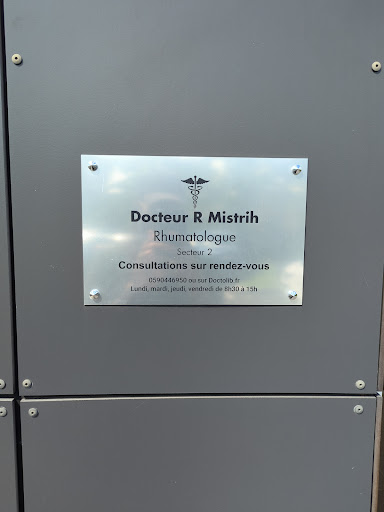 Docteur R Mistrih
Rhumatologue
Secteur 2
Consultations sur rendez-vous
0590446950 ou sur Doctolib.fr
Lundi, mardi, jeudi, vendredi de 8h30 à 15h